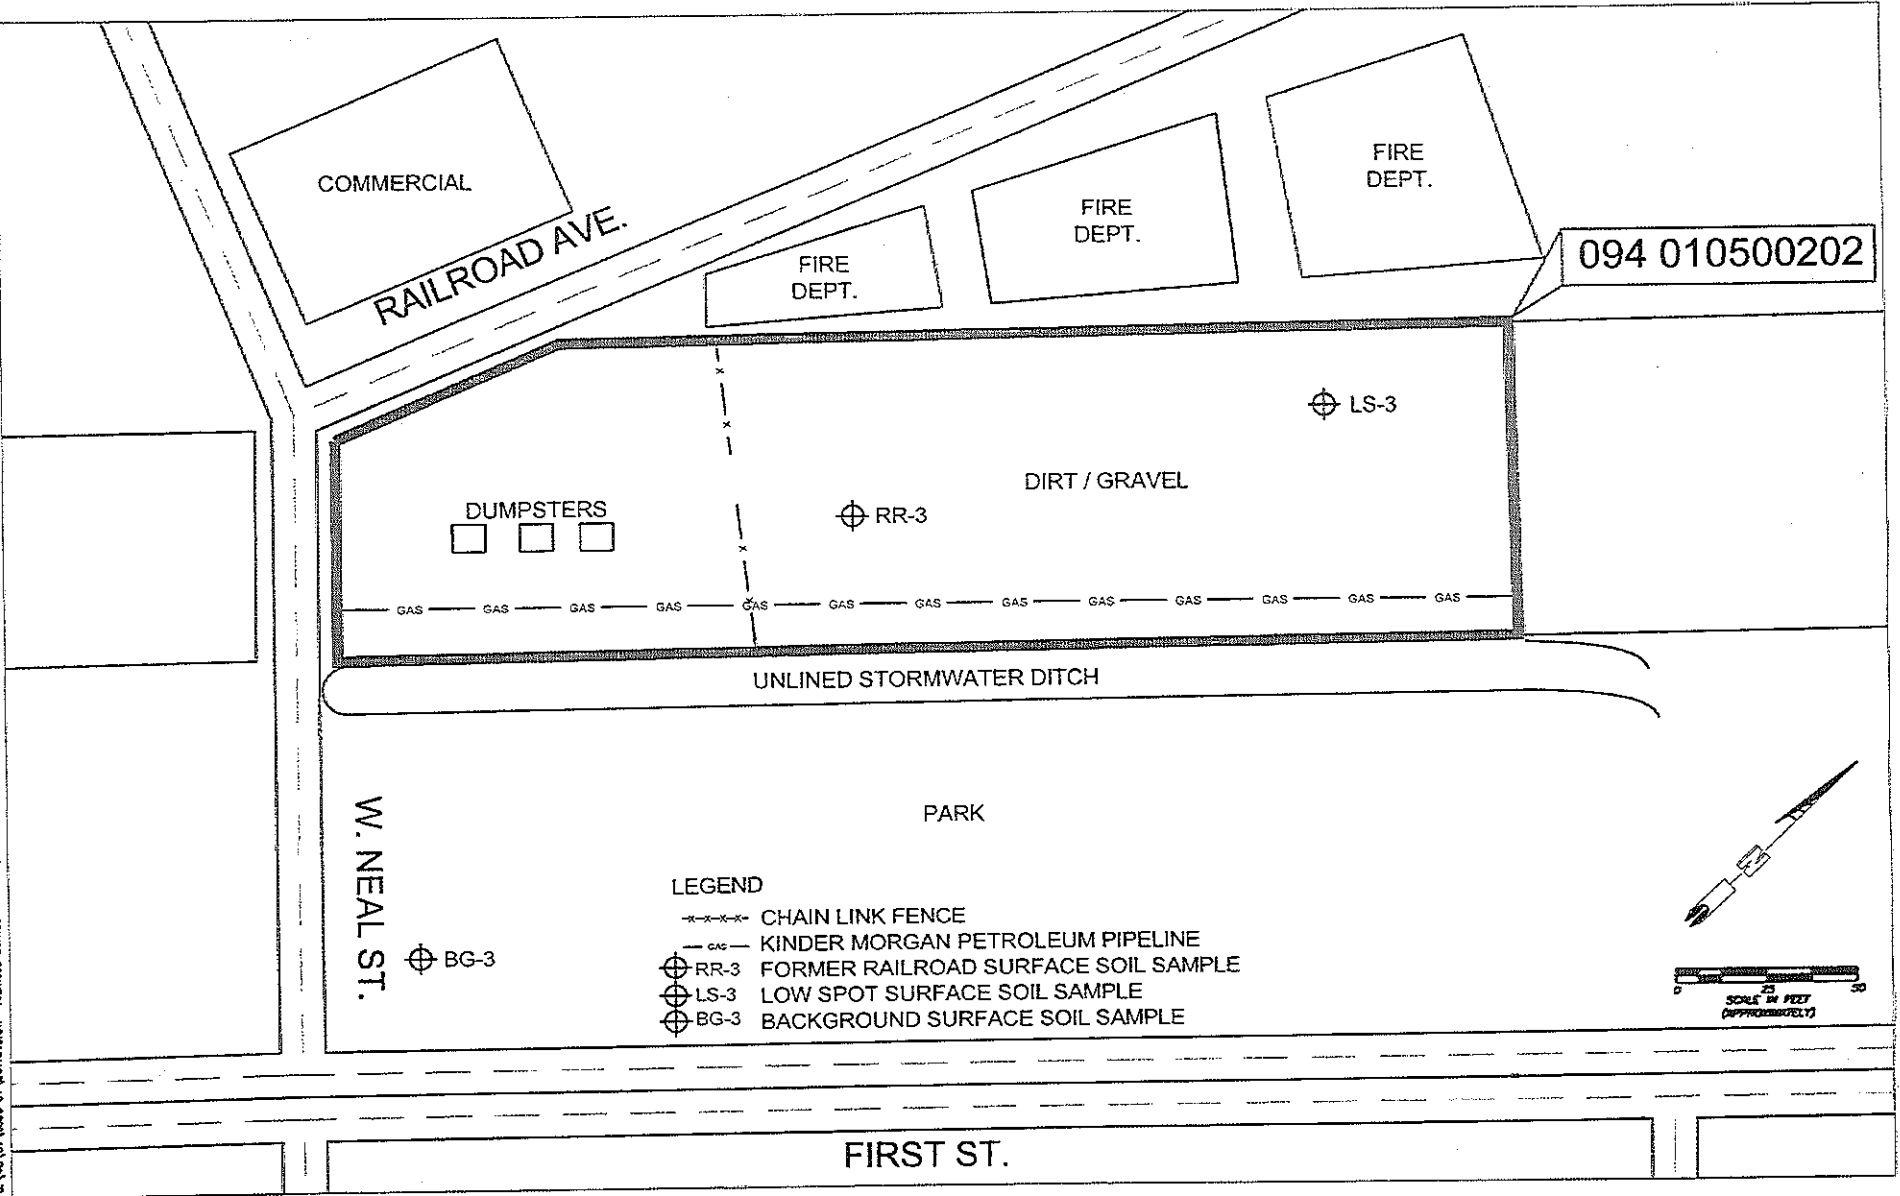 COMMERCIAL
RAILROAD AVE.
FIRE
DEPT.
FIRE
DEPT.
FIRE
DEPT.
094 010500202
LS-3
DIRT / GRAVEL
RR-3
DUMPSTERS
GAS GAS GAS GAS GAS GAS GAS GAS GAS GAS GAS GAS GAS
UNLINED STORMWATER DITCH
PARK
W. NEAL ST.
BG-3
LEGEND
-x-x-x-x- CHAIN LINK FENCE
— GAS — KINDER MORGAN PETROLEUM PIPELINE
RR-3 FORMER RAILROAD SURFACE SOIL SAMPLE
LS-3 LOW SPOT SURFACE SOIL SAMPLE
BG-3 BACKGROUND SURFACE SOIL SAMPLE
N
0 25 50
SCALE IN FEET
(APPROXIMATELY)
FIRST ST.